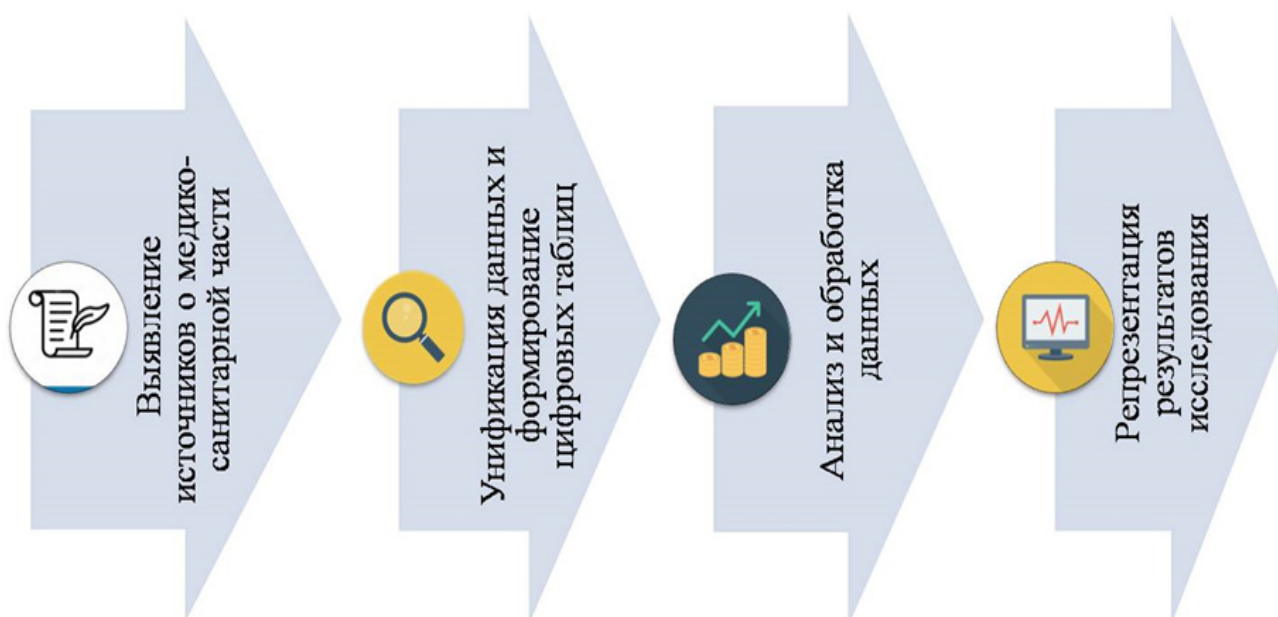 Выявление
источников о медико-
санитарной части
Унификация данных и
формирование
цифровых таблиц
Анализ и обработка
данных
Репрезентация
результатов
исследования